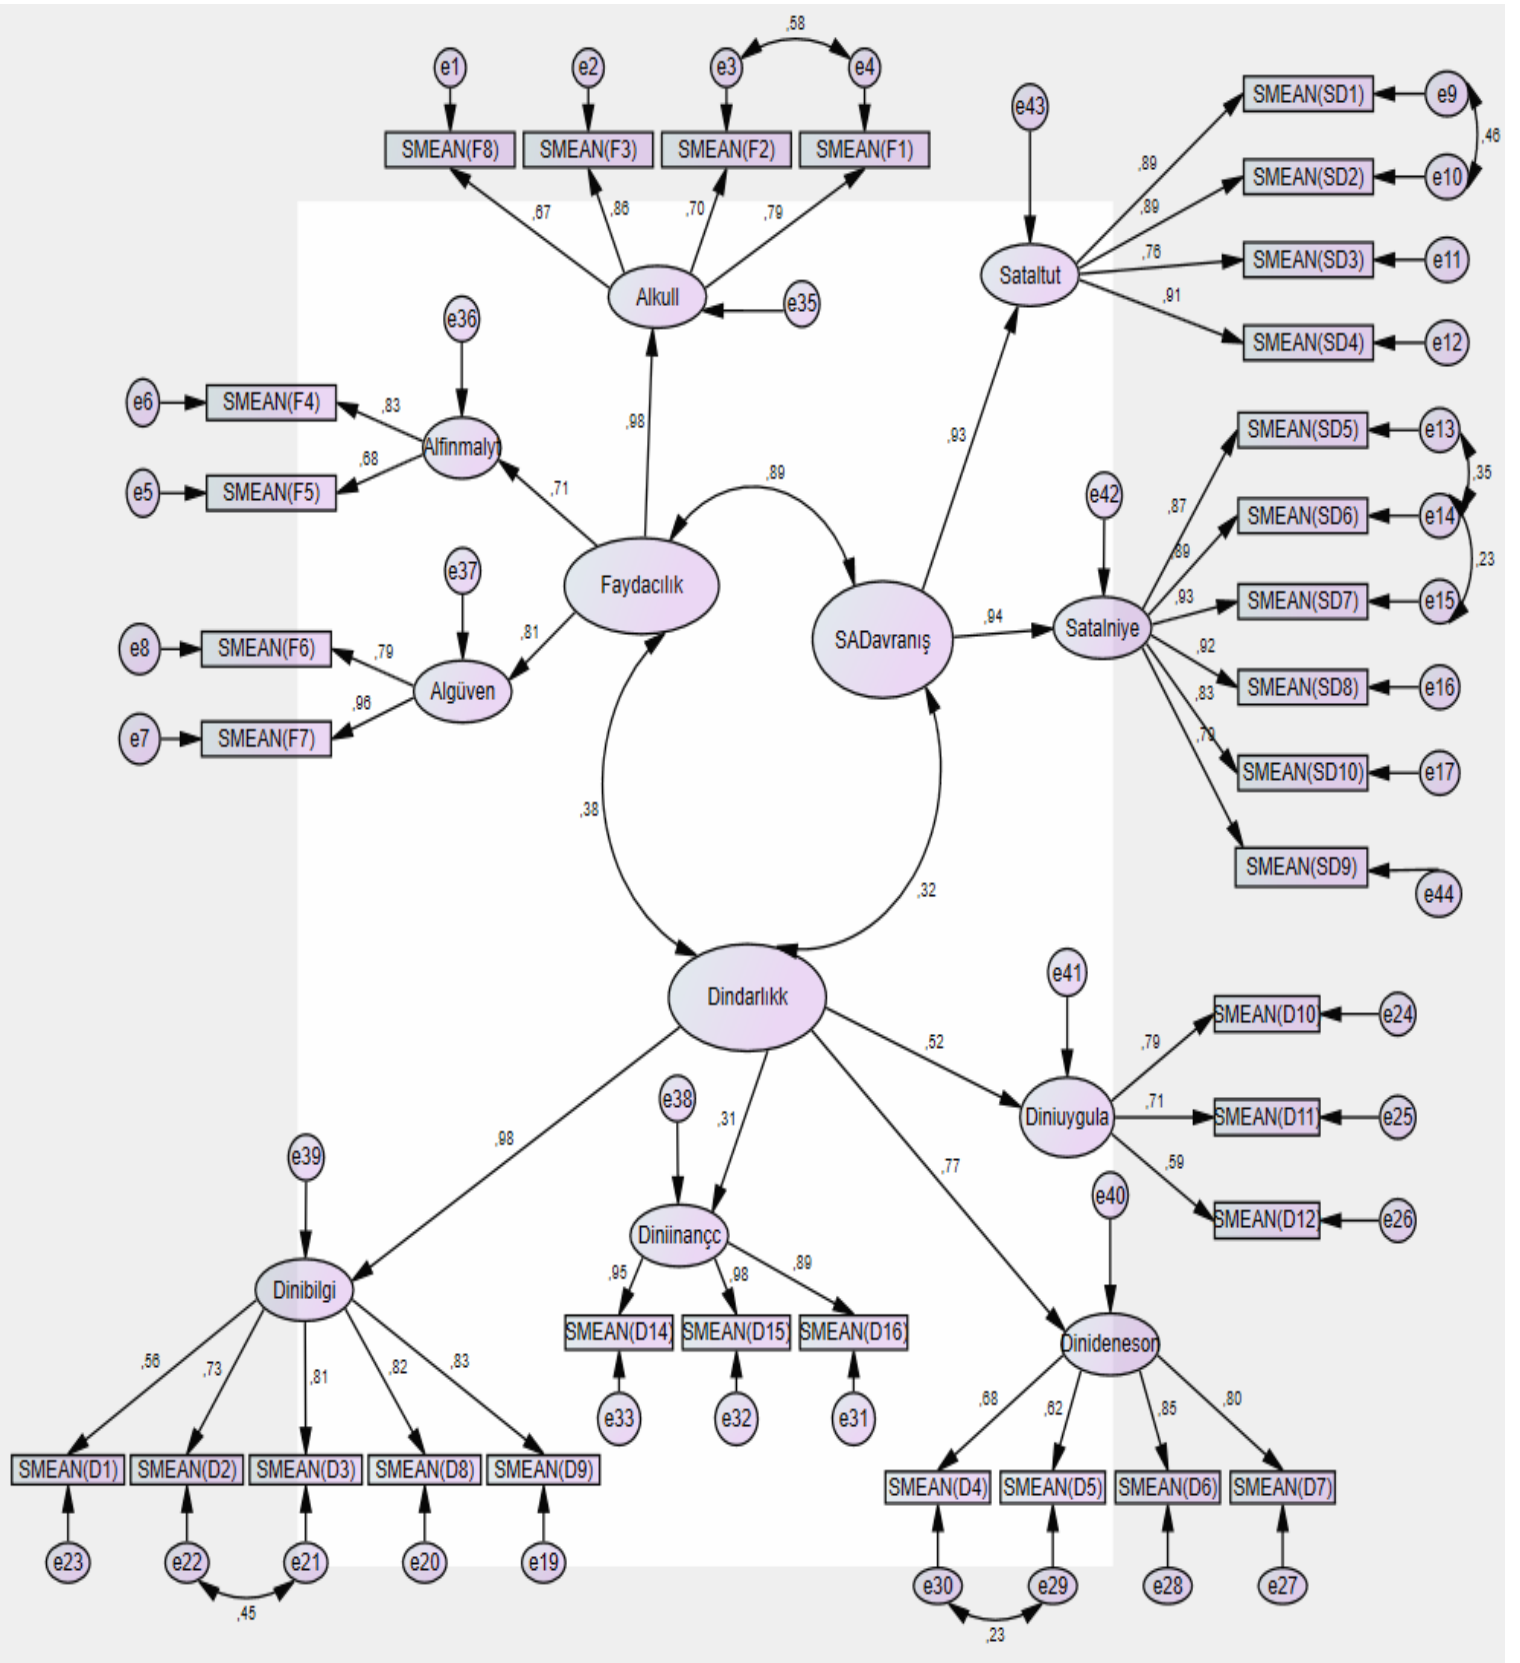 ,58
e1
e2
e3
e4
SMEAN(F8)
SMEAN(F3)
SMEAN(F2)
SMEAN(F1)
,67
,86
,70
,79
Alkull
e35
e43
Sataltut
,89
,89
,76
,91
SMEAN(SD1)
SMEAN(SD2)
SMEAN(SD3)
SMEAN(SD4)
e9
e10
e11
e12
,46
e36
e6
SMEAN(F4)
,83
e5
SMEAN(F5)
,68
Alfinmalyt
,71
,98
,89
,93
e37
e8
SMEAN(F6)
,79
e7
SMEAN(F7)
,96
Algüven
,81
Faydacılık
SADavranış
,94
e42
Satalniye
,87
,89
,93
,92
,83
,79
SMEAN(SD5)
SMEAN(SD6)
SMEAN(SD7)
SMEAN(SD8)
SMEAN(SD10)
SMEAN(SD9)
e13
e14
e15
e16
e17
e44
,35
,23
,38
,32
Dindarlıkk
,98
,31
,77
,52
e41
Diniuygula
,79
,71
,59
SMEAN(D10)
SMEAN(D11)
SMEAN(D12)
e24
e25
e26
e38
Diniinançc
,95
,98
,89
SMEAN(D14)
SMEAN(D15)
SMEAN(D16)
e33
e32
e31
e39
Dinibilgi
,56
,73
,81
,82
,83
SMEAN(D1)
SMEAN(D2)
SMEAN(D3)
SMEAN(D8)
SMEAN(D9)
e23
e22
e21
e20
e19
,45
e40
Dinideneson
,68
,62
,85
,80
SMEAN(D4)
SMEAN(D5)
SMEAN(D6)
SMEAN(D7)
e30
e29
e28
e27
,23